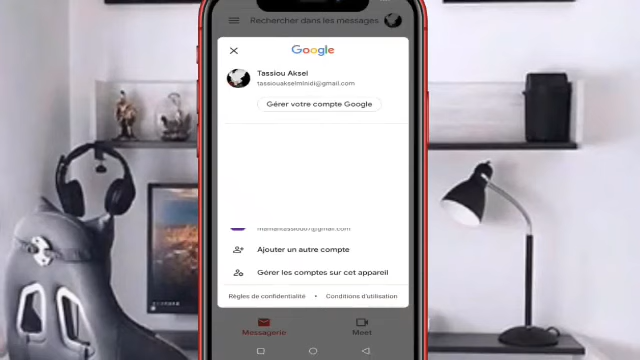 Rechercher dans les messages
Google
Tassiou Aksel
tassiouakselminidi@gmail.com
Gérer votre compte Google
Ajouter un autre compte
Gérer les comptes sur cet appareil
Règles de confidentialité • Conditions d'utilisation
Messagerie
Meet